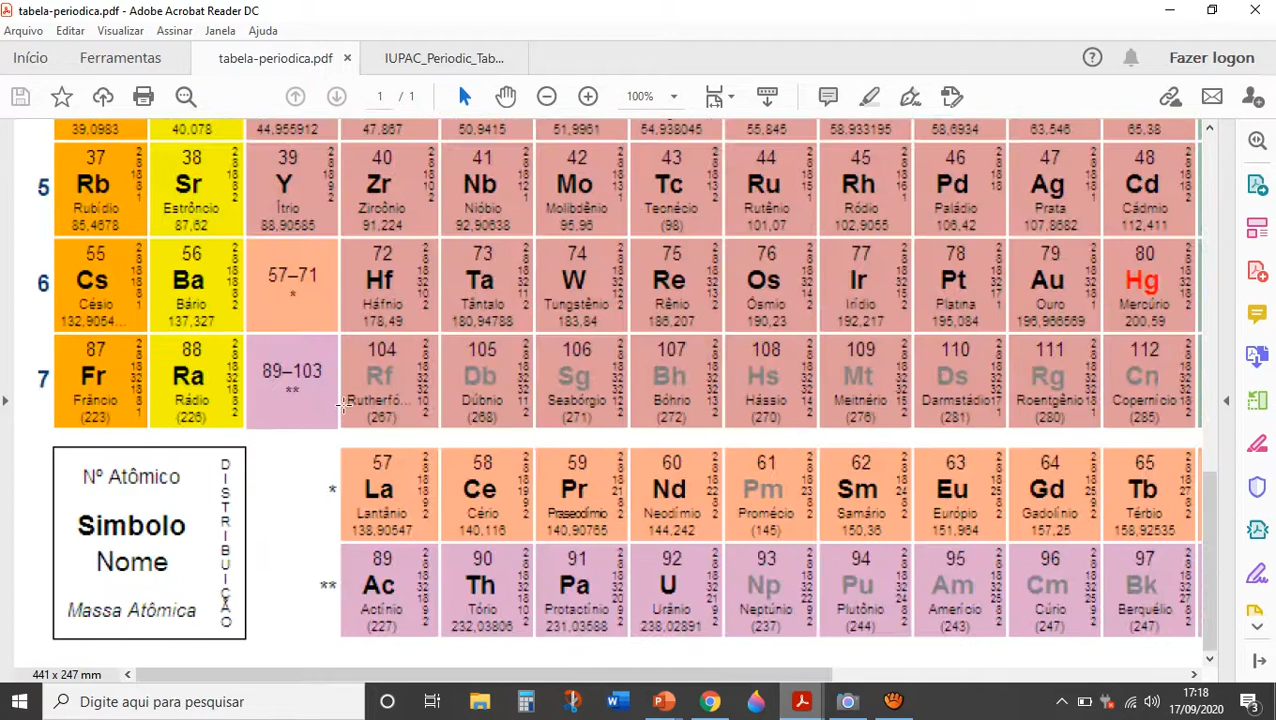 tabela-periodica.pdf - Adobe Acrobat Reader DC
Arquivo Editar Visualizar Assinar Janela Ajuda
Início Ferramentas tabela-periodica.pdf IUPAC_Periodic_Tab... Fazer logon
1 / 1 100%
39,0983 40,078 44,955912 47,867 50,9415 51,9961 54,938045 55,845 58,933195 58,6934 63,546 65,38
37 38 39 40 41 42 43 44 45 46 47 48
5 Rb Sr Y Zr Nb Mo Tc Ru Rh Pd Ag Cd
Rubídio Estrôncio Ítrio Zircônio Nióbio Molibdênio Tecnécio Rutênio Ródio Paládio Prata Cádmio
85,4678 87,62 88,90585 91,224 92,90638 95,96 (98) 101,07 102,9055 106,42 107,8682 112,411
55 56 57–71 72 73 74 75 76 77 78 79 80
6 Cs Ba * Hf Ta W Re Os Ir Pt Au Hg
Césio Bário Háfnio Tântalo Tungstênio Rênio Ósmio Irídio Platina Ouro Mercúrio
132,9054... 137,327 178,49 180,94788 183,84 186,207 190,23 192,217 195,084 196,966569 200,59
87 88 89–103 104 105 106 107 108 109 110 111 112
7 Fr Ra ** Rf Db Sg Bh Hs Mt Ds Rg Cn
Frâncio Rádio Rutherfó... Dúbnio Seabórgio Bóhrio Hássio Meitnério Darmstádio Roentgênio Copernício
(223) (226) (267) (268) (271) (272) (270) (276) (281) (280) (285)
Nº Atômico
Simbolo
Nome
Massa Atômica
DISTRIBUIÇÃO
57 58 59 60 61 62 63 64 65
* La Ce Pr Nd Pm Sm Eu Gd Tb
Lantânio Cério Praseodímio Neodímio Promécio Samário Európio Gadolínio Térbio
138,90547 140,116 140,90765 144,242 (145) 150,36 151,964 157,25 158,92535
89 90 91 92 93 94 95 96 97
** Ac Th Pa U Np Pu Am Cm Bk
Actínio Tório Protactínio Urânio Neptúnio Plutônio Amerício Cúrio Berquélio
(227) 232,03806 231,03588 238,02891 (237) (244) (243) (247) (247)
441 x 247 mm
Digite aqui para pesquisar
17:18
17/09/2020
3